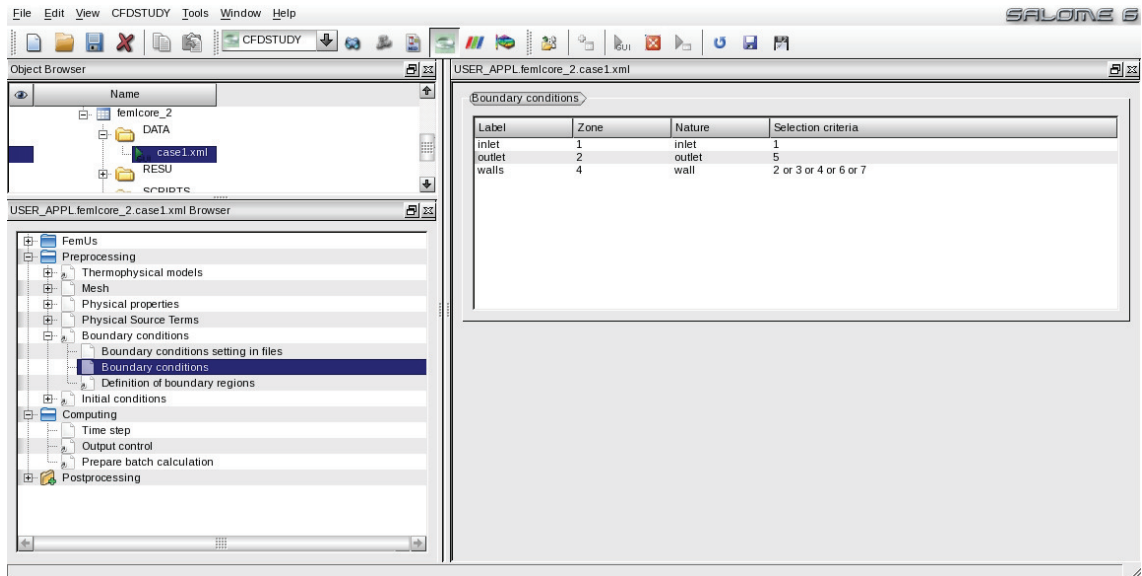 File Edit View CFDSTUDY Tools Window Help
SALOME 6
CFDSTUDY
Object Browser
Name
femlcore_2
DATA
case1.xml
RESU
SCRIPTS
USER_APPL.femlcore_2.case1.xml Browser
FemUs
Preprocessing
Thermophysical models
Mesh
Physical properties
Physical Source Terms
Boundary conditions
Boundary conditions setting in files
Boundary conditions
Definition of boundary regions
Initial conditions
Computing
Time step
Output control
Prepare batch calculation
Postprocessing
USER_APPL.femlcore_2.case1.xml
Boundary conditions
Label Zone Nature Selection criteria
inlet 1 inlet 1
outlet 2 outlet 5
walls 4 wall 2 or 3 or 4 or 6 or 7